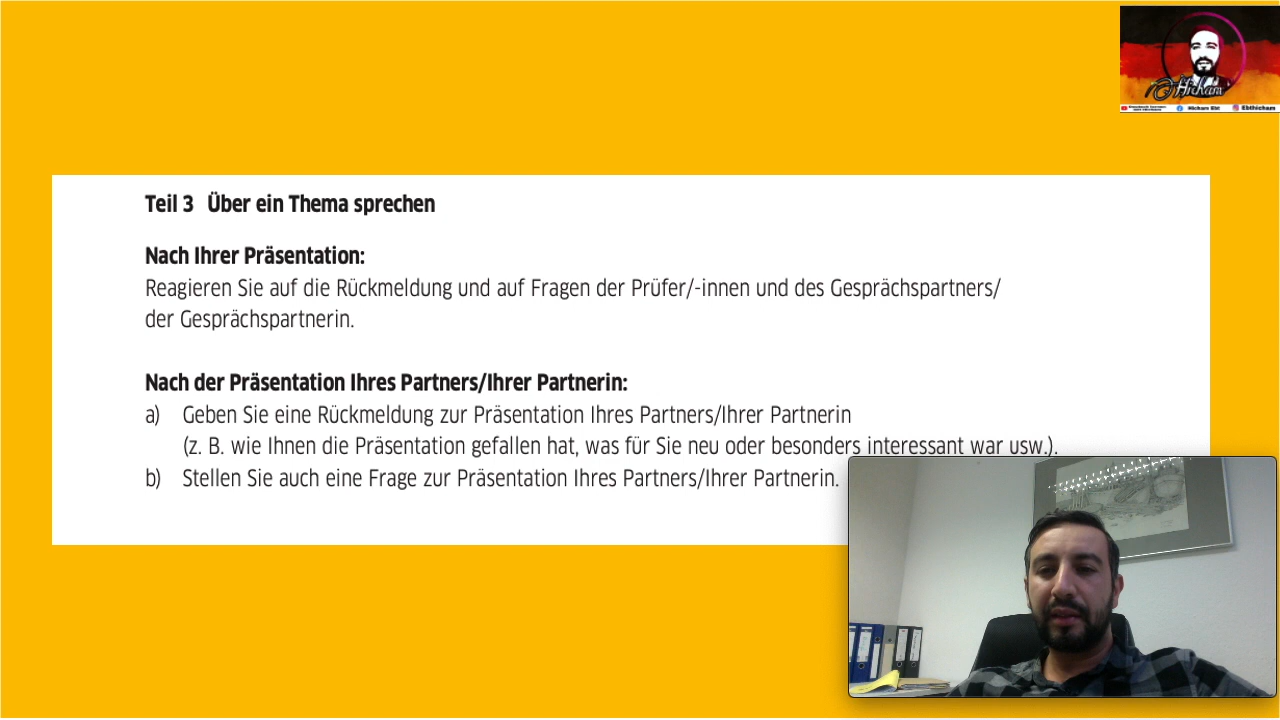 Hicham
Hicham Ebt
Ebthicham
Teil 3 Über ein Thema sprechen
Nach Ihrer Präsentation:
Reagieren Sie auf die Rückmeldung und auf Fragen der Prüfer/-innen und des Gesprächspartners/
der Gesprächspartnerin.
Nach der Präsentation Ihres Partners/Ihrer Partnerin:
a) Geben Sie eine Rückmeldung zur Präsentation Ihres Partners/Ihrer Partnerin
(z. B. wie Ihnen die Präsentation gefallen hat, was für Sie neu oder besonders interessant war usw.).
b) Stellen Sie auch eine Frage zur Präsentation Ihres Partners/Ihrer Partnerin.